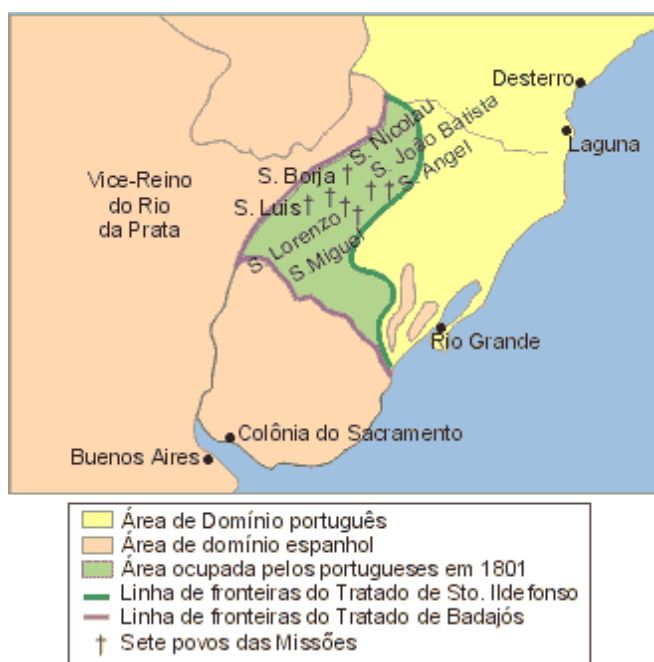 Desterro
S. Nicolau
S. João Batista
Laguna
S. Borja
S. Angel
Vice-Reino
do Rio
da Prata
S. Luis
S. Lorenzo
S.Miguel
Rio Grande
Colônia do Sacramento
Buenos Aires
Área de Domínio português
Área de domínio espanhol
Área ocupada pelos portugueses em 1801
Linha de fronteiras do Tratado de Sto. Ildefonso
Linha de fronteiras do Tratado de Badajós
Sete povos das Missões